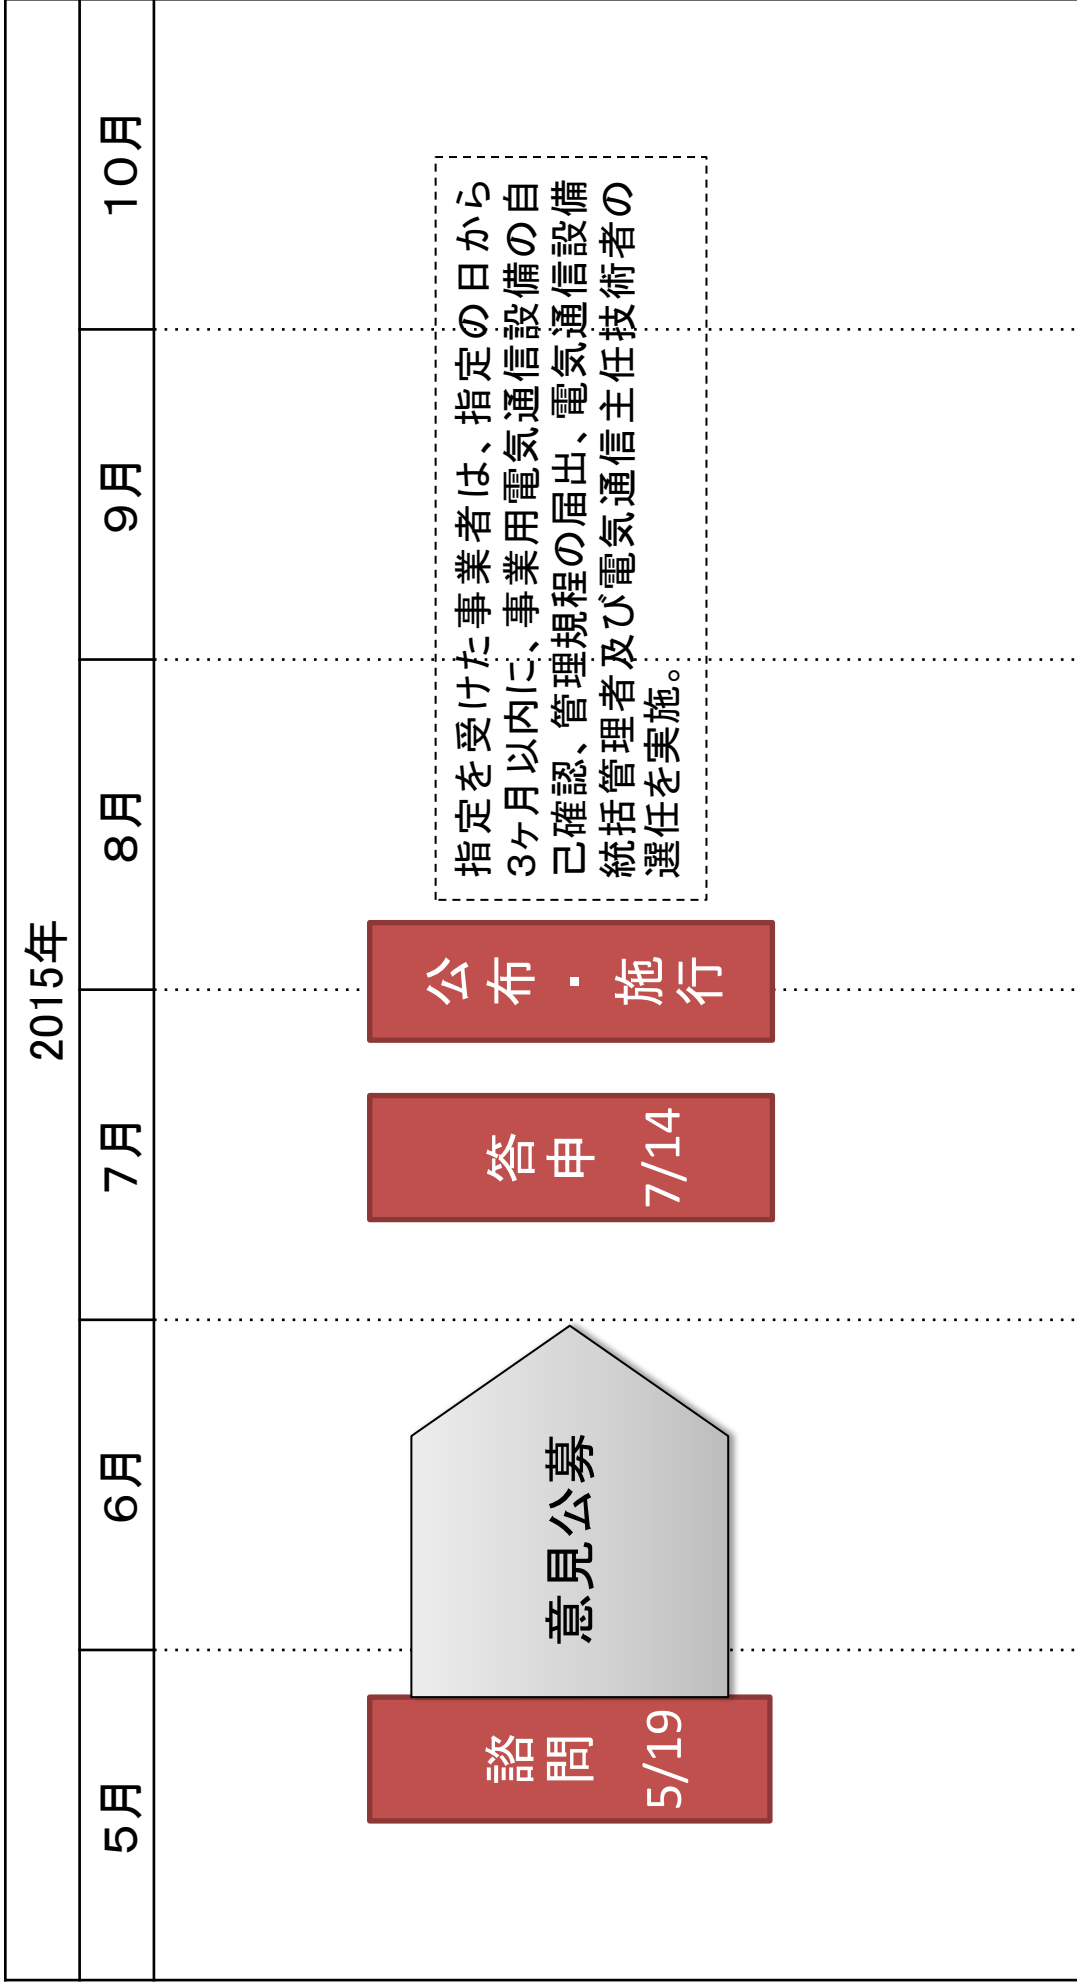 2015年
５月
６月
７月
８月
９月
１０月
諮
問
5/19
意見公募
答
申
7/14
公
布
・
施
行
指定を受けた事業者は、指定の日から
３ヶ月以内に、事業用電気通信設備の自
己確認、管理規程の届出、電気通信設備
統括管理者及び電気通信主任技術者の
選任を実施。